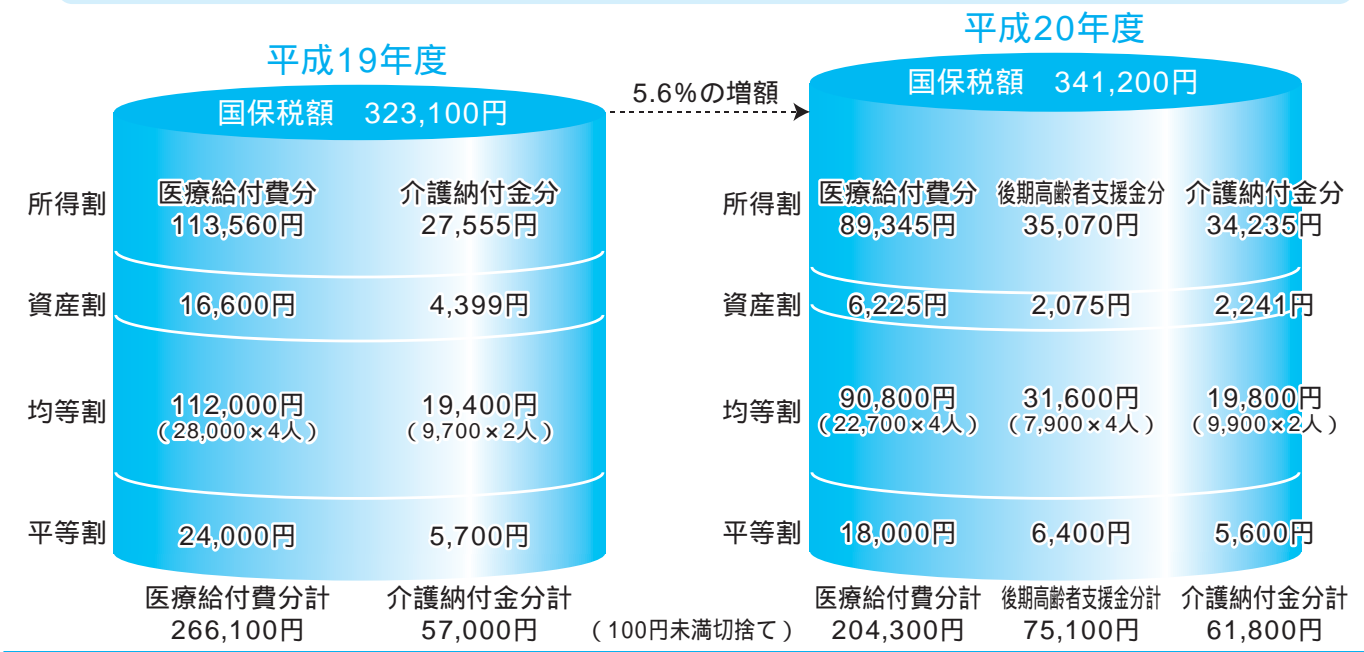 平成19年度
国保税額 323,100円
5.6%の増額
平成20年度
国保税額 341,200円
所得割
医療給付費分
113,560円
介護納付金分
27,555円
資産割
16,600円
4,399円
均等割
112,000円
(28,000×4人)
19,400円
(9,700×2人)
平等割
24,000円
5,700円
医療給付費分計
266,100円
介護納付金分計
57,000円
(100円未満切捨て)
所得割
医療給付費分
89,345円
後期高齢者支援金分
35,070円
介護納付金分
34,235円
資産割
6,225円
2,075円
2,241円
均等割
90,800円
(22,700×4人)
31,600円
(7,900×4人)
19,800円
(9,900×2人)
平等割
18,000円
6,400円
5,600円
医療給付費分計
204,300円
後期高齢者支援金分計
75,100円
介護納付金分計
61,800円